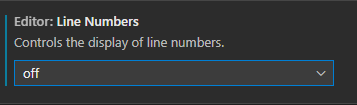 Editor: Line Numbers
Controls the display of line numbers.
off